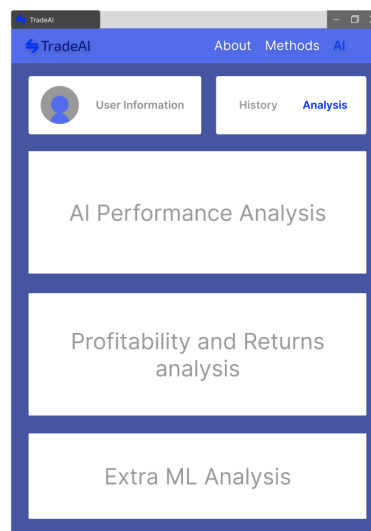 TradeAI
TradeAI About Methods AI
User Information History Analysis
AI Performance Analysis
Profitability and Returns
analysis
Extra ML Analysis